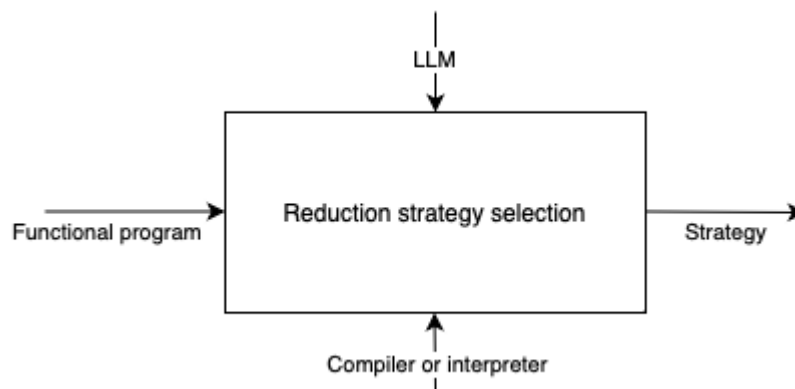 LLM
Reduction strategy selection
Functional program
Strategy
Compiler or interpreter